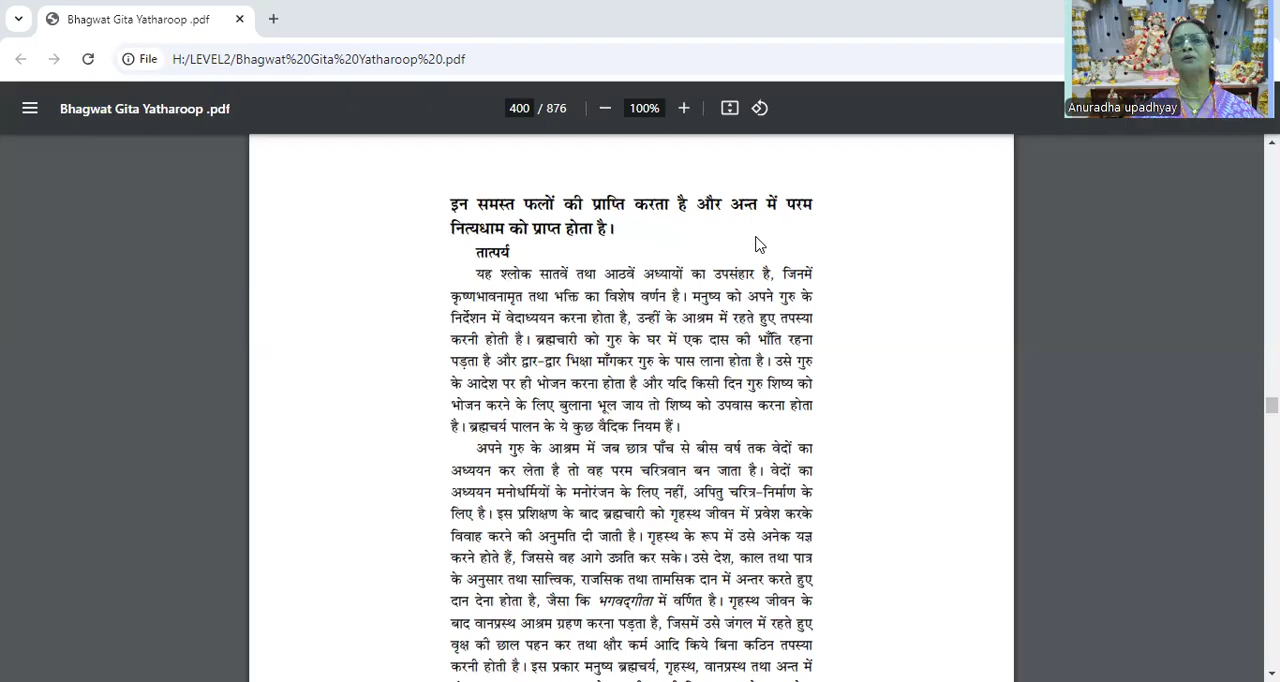 Bhagwat Gita Yatharoop .pdf
File H:/LEVEL2/Bhagwat%20Gita%20Yatharoop%20.pdf
Bhagwat Gita Yatharoop .pdf 400 / 876 100%
Anuradha upadhyay
इन समस्त फलों की प्राप्ति करता है और अन्त में परम
नित्यधाम को प्राप्त होता है।
तात्पर्य
यह श्लोक सातवें तथा आठवें अध्यायों का उपसंहार है, जिनमें
कृष्णभावनामृत तथा भक्ति का विशेष वर्णन है। मनुष्य को अपने गुरु के
निर्देशन में वेदाध्ययन करना होता है, उन्हीं के आश्रम में रहते हुए तपस्या
करनी होती है। ब्रह्मचारी को गुरु के घर में एक दास की भाँति रहना
पड़ता है और द्वार-द्वार भिक्षा माँगकर गुरु के पास लाना होता है। उसे गुरु
के आदेश पर ही भोजन करना होता है और यदि किसी दिन गुरु शिष्य को
भोजन करने के लिए बुलाना भूल जाय तो शिष्य को उपवास करना होता
है। ब्रह्मचर्य पालन के ये कुछ वैदिक नियम हैं।
अपने गुरु के आश्रम में जब छात्र पाँच से बीस वर्ष तक वेदों का
अध्ययन कर लेता है तो वह परम चरित्रवान बन जाता है। वेदों का
अध्ययन मनोधर्मियों के मनोरंजन के लिए नहीं, अपितु चरित्र-निर्माण के
लिए है। इस प्रशिक्षण के बाद ब्रह्मचारी को गृहस्थ जीवन में प्रवेश करके
विवाह करने की अनुमति दी जाती है। गृहस्थ के रूप में उसे अनेक यज्ञ
करने होते हैं, जिससे वह आगे उन्नति कर सके। उसे देश, काल तथा पात्र
के अनुसार तथा सात्त्विक, राजसिक तथा तामसिक दान में अन्तर करते हुए
दान देना होता है, जैसा कि भगवद्‌गीता में वर्णित है। गृहस्थ जीवन के
बाद वानप्रस्थ आश्रम ग्रहण करना पड़ता है, जिसमें उसे जंगल में रहते हुए
वृक्ष की छाल पहन कर तथा क्षौर कर्म आदि किये बिना कठिन तपस्या
करनी होती है। इस प्रकार मनुष्य ब्रह्मचर्य, गृहस्थ, वानप्रस्थ तथा अन्त में